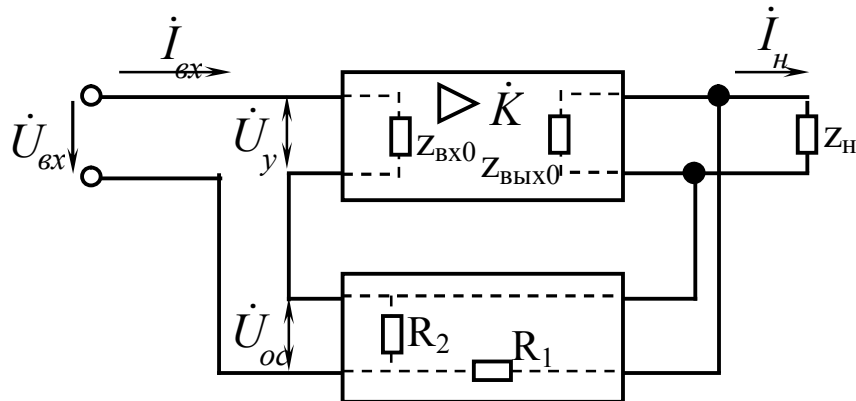 İвх
İн
K̇
U̇вх
U̇у
zвх0
zвых0
zн
U̇ос
R2
R1